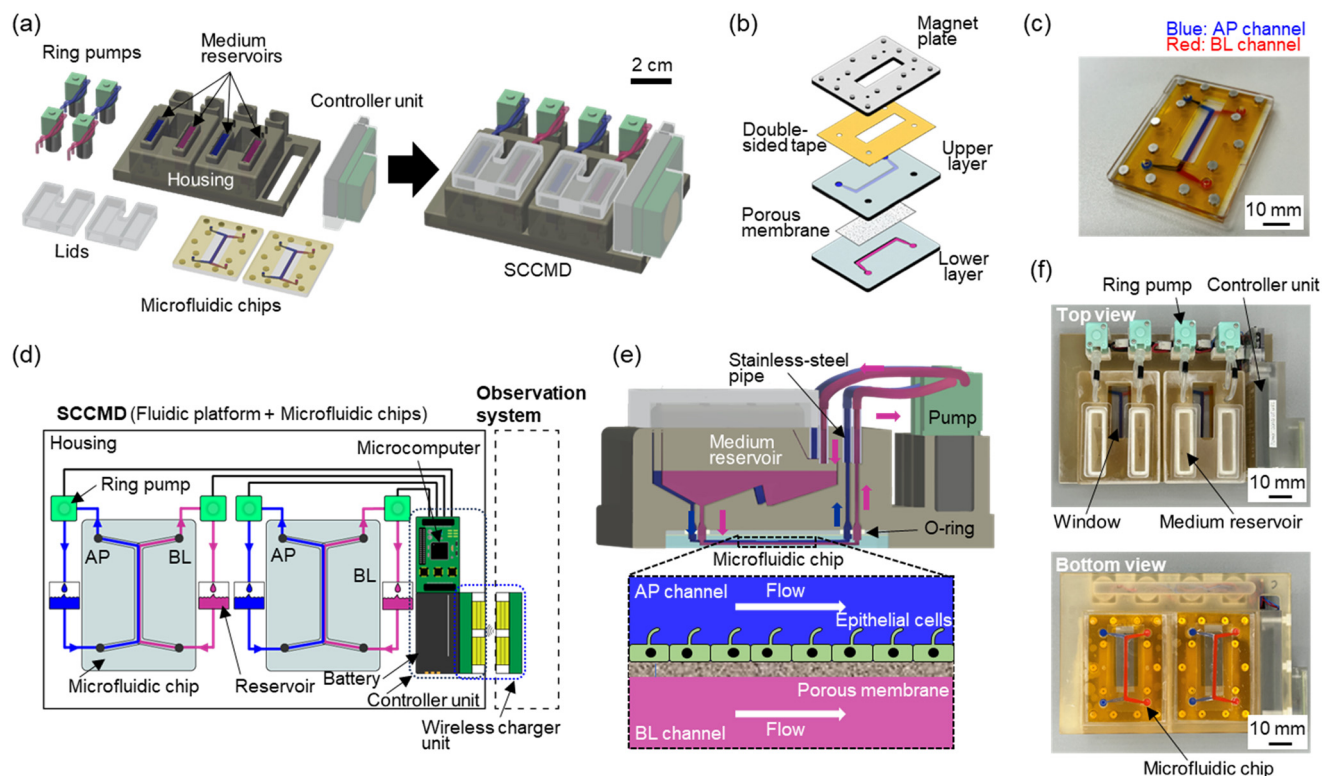 (a)
Ring pumps
Medium
reservoirs
2 cm
Controller unit
Housing
Lids
Microfluidic chips
SCCMD
(b)
Magnet
plate
Double-
sided tape
Upper
layer
Porous
membrane
Lower
layer
(c)
Blue: AP channel
Red: BL channel
10 mm
(d)
SCCMD (Fluidic platform + Microfluidic chips)
Observation
system
Housing
Microcomputer
Ring pump
AP
BL
AP
BL
Microfluidic chip
Reservoir
Battery
Controller unit
Wireless charger
unit
(e)
Stainless-steel
pipe
Pump
Medium
reservoir
O-ring
Microfluidic chip
AP channel
Flow
Epithelial cells
Porous membrane
BL channel
Flow
(f)
Ring pump
Controller unit
Top view
10 mm
Window
Medium reservoir
Bottom view
10 mm
Microfluidic chip